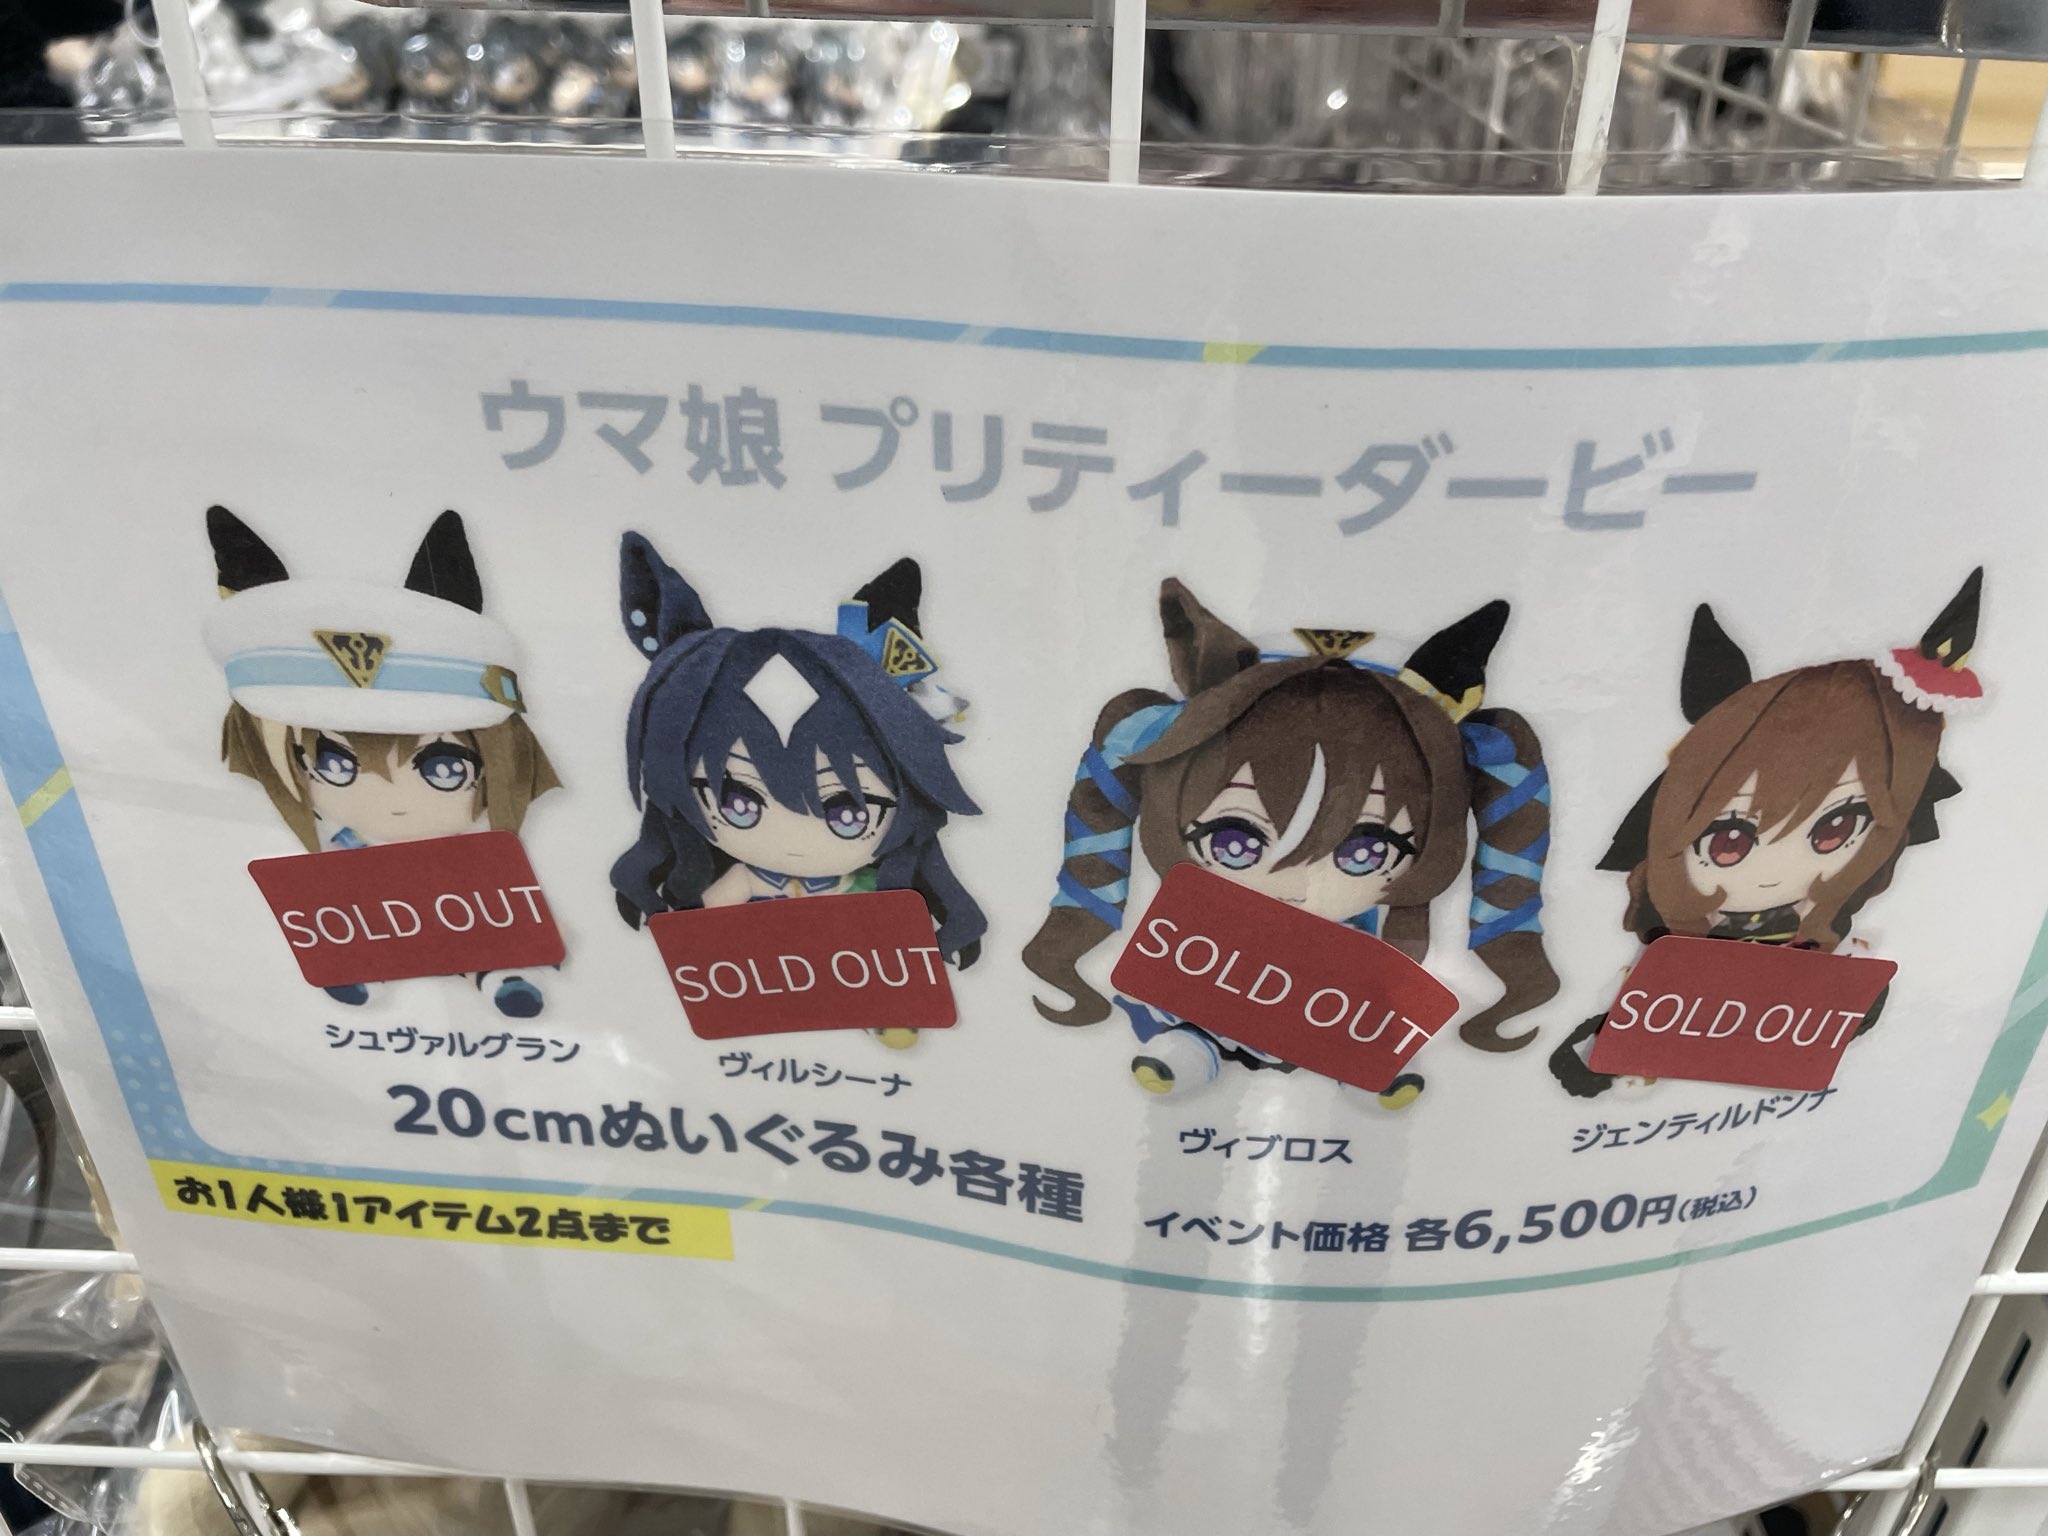 ウマ娘 プリティーダービー
SOLD OUT
SOLD OUT
SOLD OUT
SOLD OUT
シュヴァルグラン
ヴィルシーナ
ヴィブロス
ジェンティルドンナ
20cmぬいぐるみ各種
イベント価格 各6,500円(税込)
お1人様1アイテム2点まで